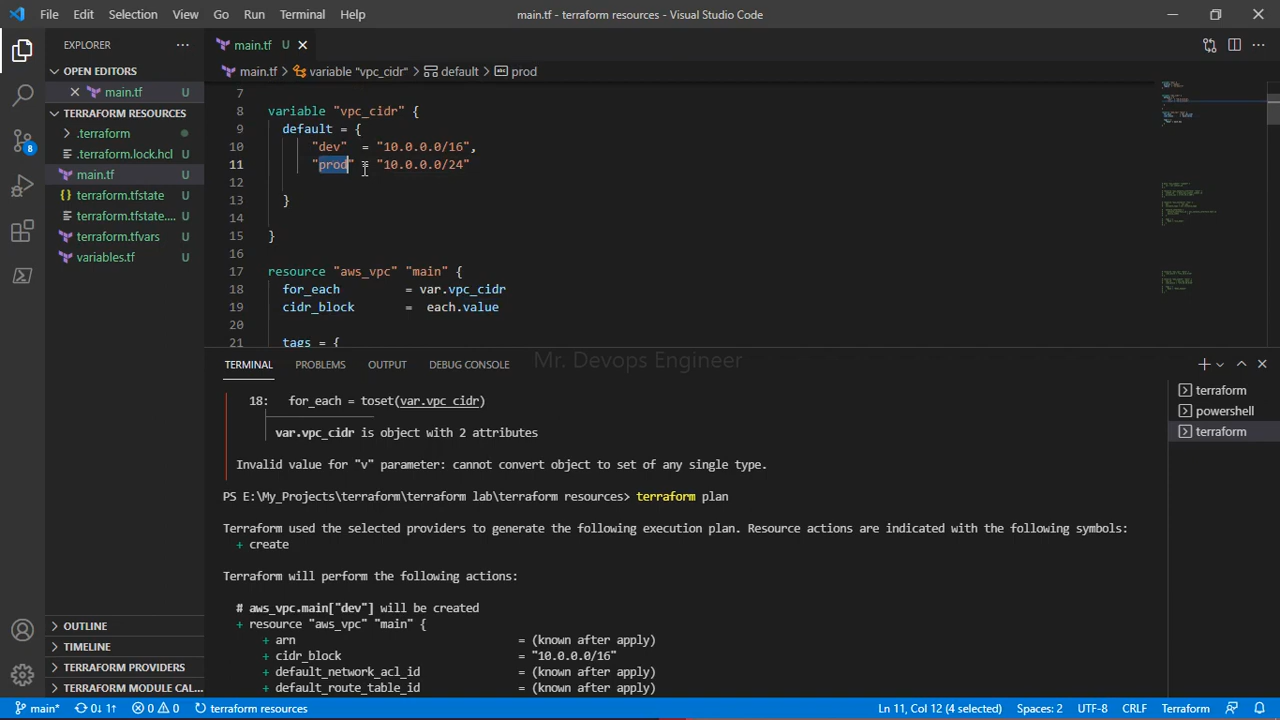 File Edit Selection View Go Run Terminal Help main.tf - terraform resources - Visual Studio Code
EXPLORER
OPEN EDITORS
main.tf U
TERRAFORM RESOURCES
.terraform
.terraform.lock.hcl U
main.tf U
terraform.tfstate U
terraform.tfstate.... U
terraform.tfvars U
variables.tf U
OUTLINE
TIMELINE
TERRAFORM PROVIDERS
TERRAFORM MODULE CAL...
8
main.tf U
main.tf > variable "vpc_cidr" > default > prod
7
8 variable "vpc_cidr" {
9 default = {
10 "dev" = "10.0.0.0/16",
11 "prod" = "10.0.0.0/24"
12
13 }
14
15 }
16
17 resource "aws_vpc" "main" {
18 for_each = var.vpc_cidr
19 cidr_block = each.value
20
21 tags = {
Mr. Devops Engineer
TERMINAL PROBLEMS OUTPUT DEBUG CONSOLE
18: for_each = toset(var.vpc_cidr)
var.vpc_cidr is object with 2 attributes
Invalid value for "v" parameter: cannot convert object to set of any single type.
PS E:\My_Projects\terraform\terraform lab\terraform resources> terraform plan
Terraform used the selected providers to generate the following execution plan. Resource actions are indicated with the following symbols:
+ create
Terraform will perform the following actions:
# aws_vpc.main["dev"] will be created
+ resource "aws_vpc" "main" {
+ arn = (known after apply)
+ cidr_block = "10.0.0.0/16"
+ default_network_acl_id = (known after apply)
+ default_route_table_id = (known after apply)
terraform
powershell
terraform
main* 0↓ 1↑ 0 0 terraform resources Ln 11, Col 12 (4 selected) Spaces: 2 UTF-8 CRLF Terraform